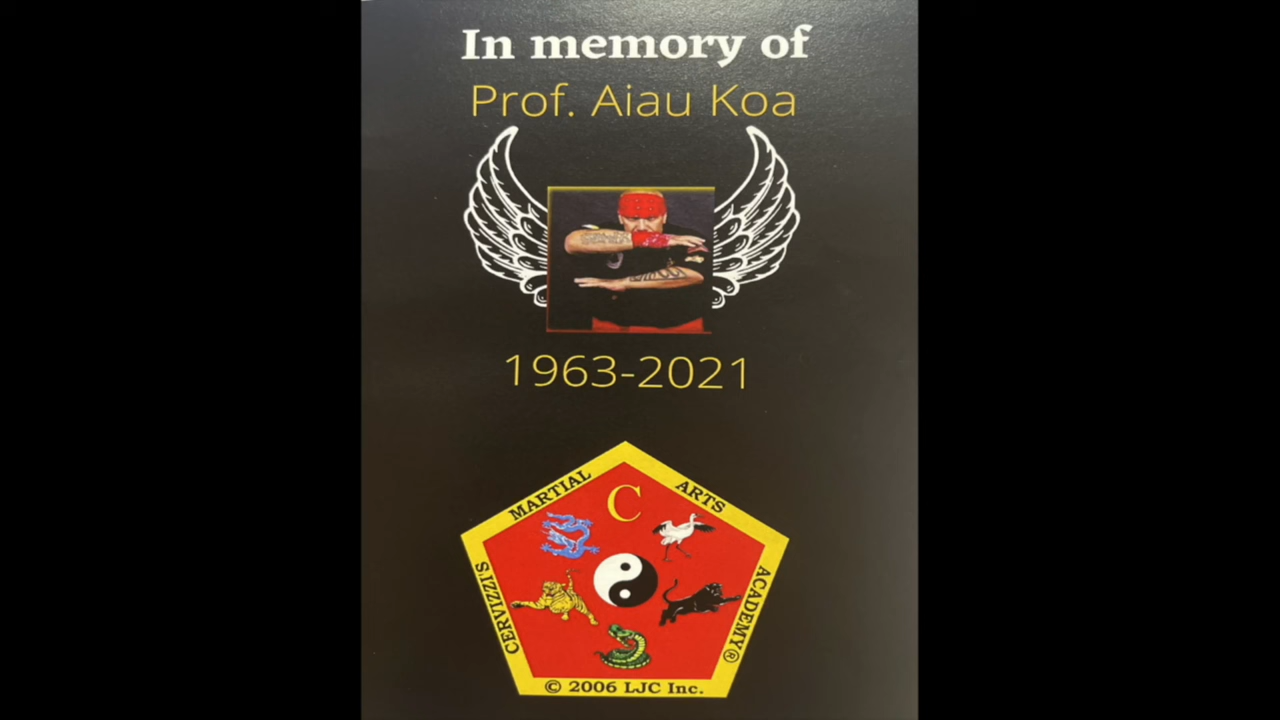 In memory of
Prof. Aiau Koa
1963-2021
C
CERVIZZI'S MARTIAL ARTS ACADEMY®
© 2006 LJC Inc.